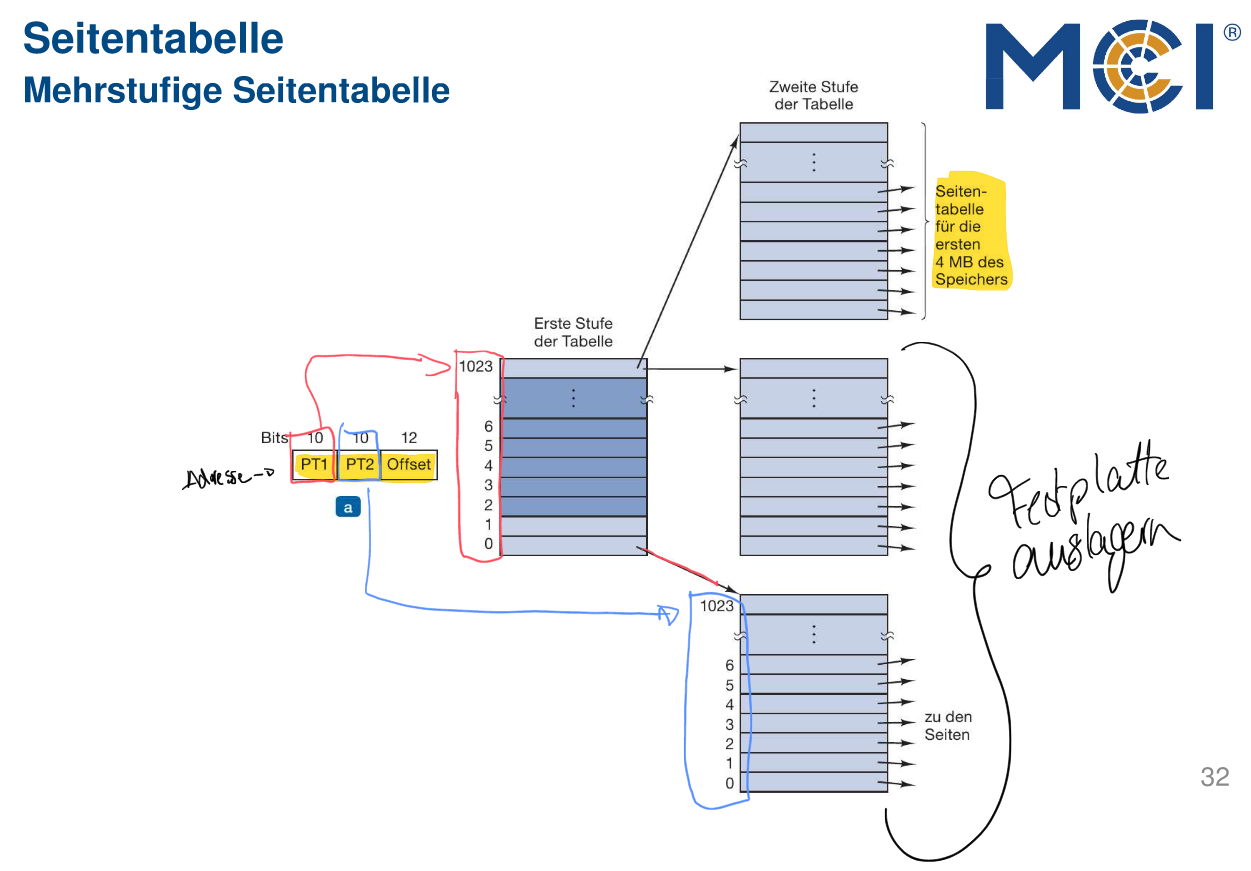 Seitentabelle
Mehrstufige Seitentabelle
MCI®
Zweite Stufe
der Tabelle
Seiten-
tabelle
für die
ersten
4 MB des
Speichers
Erste Stufe
der Tabelle
1023
6
5
4
3
2
1
0
Bits 10 10 12
Adresse PT1 PT2 Offset
a
Festplatte
auslagern
1023
6
5
4
3
2
1
0
zu den
Seiten
32